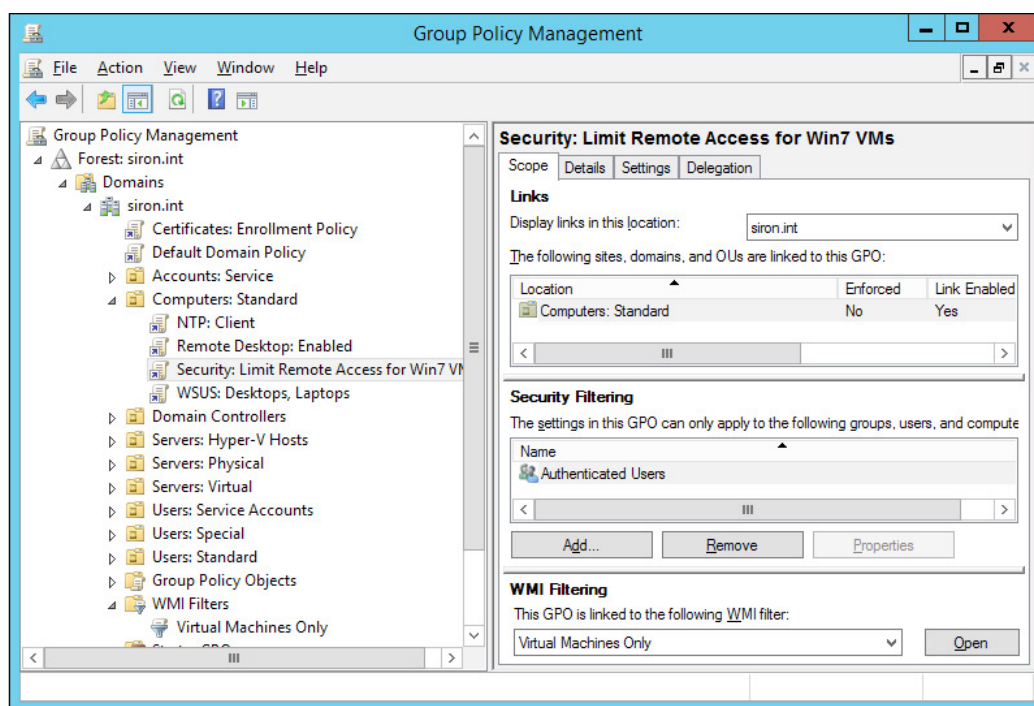 Group Policy Management
File Action View Window Help
Group Policy Management
Forest: siron.int
Domains
siron.int
Certificates: Enrollment Policy
Default Domain Policy
Accounts: Service
Computers: Standard
NTP: Client
Remote Desktop: Enabled
Security: Limit Remote Access for Win7 VM
WSUS: Desktops, Laptops
Domain Controllers
Servers: Hyper-V Hosts
Servers: Physical
Servers: Virtual
Users: Service Accounts
Users: Special
Users: Standard
Group Policy Objects
WMI Filters
Virtual Machines Only
Security: Limit Remote Access for Win7 VMs
Scope Details Settings Delegation
Links
Display links in this location: siron.int
The following sites, domains, and OUs are linked to this GPO:
Location Enforced Link Enabled
Computers: Standard No Yes
Security Filtering
The settings in this GPO can only apply to the following groups, users, and compute
Name
Authenticated Users
Add... Remove Properties
WMI Filtering
This GPO is linked to the following WMI filter:
Virtual Machines Only Open